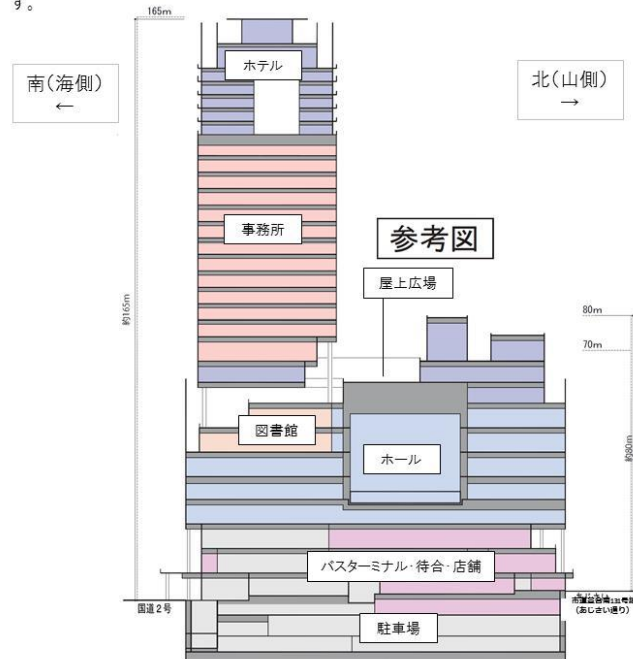 す。
165m
南(海側)
←
北(山側)
→
ホテル
事務所
参考図
屋上広場
80m
70m
約165m
約80m
図書館
ホール
バスターミナル・待合・店舗
国道2号
駐車場
(あじさい通り)